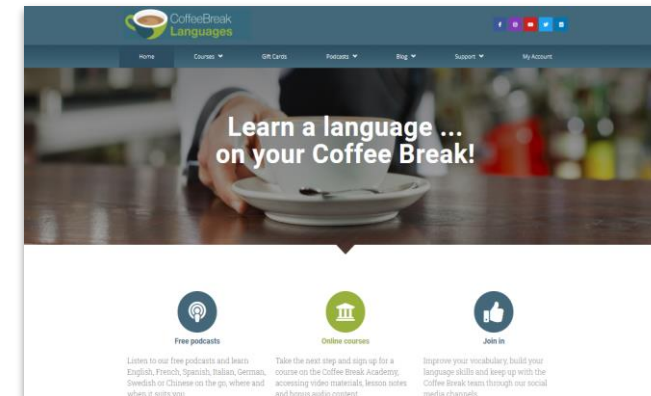 CoffeeBreak
Languages
Home Courses Gift Cards Podcasts Blog Support My Account
Learn a language ...
on your Coffee Break!
Free podcasts
Online courses
Join in
Listen to our free podcasts and learn
English, French, Spanish, Italian, German,
Swedish or Chinese on the go, where and
when it suits you.
Take the next step and sign up for a
course on the Coffee Break Academy,
accessing video materials, lesson notes
and bonus audio content.
Improve your vocabulary, build your
language skills and keep up with the
Coffee Break team through our social
media channels.